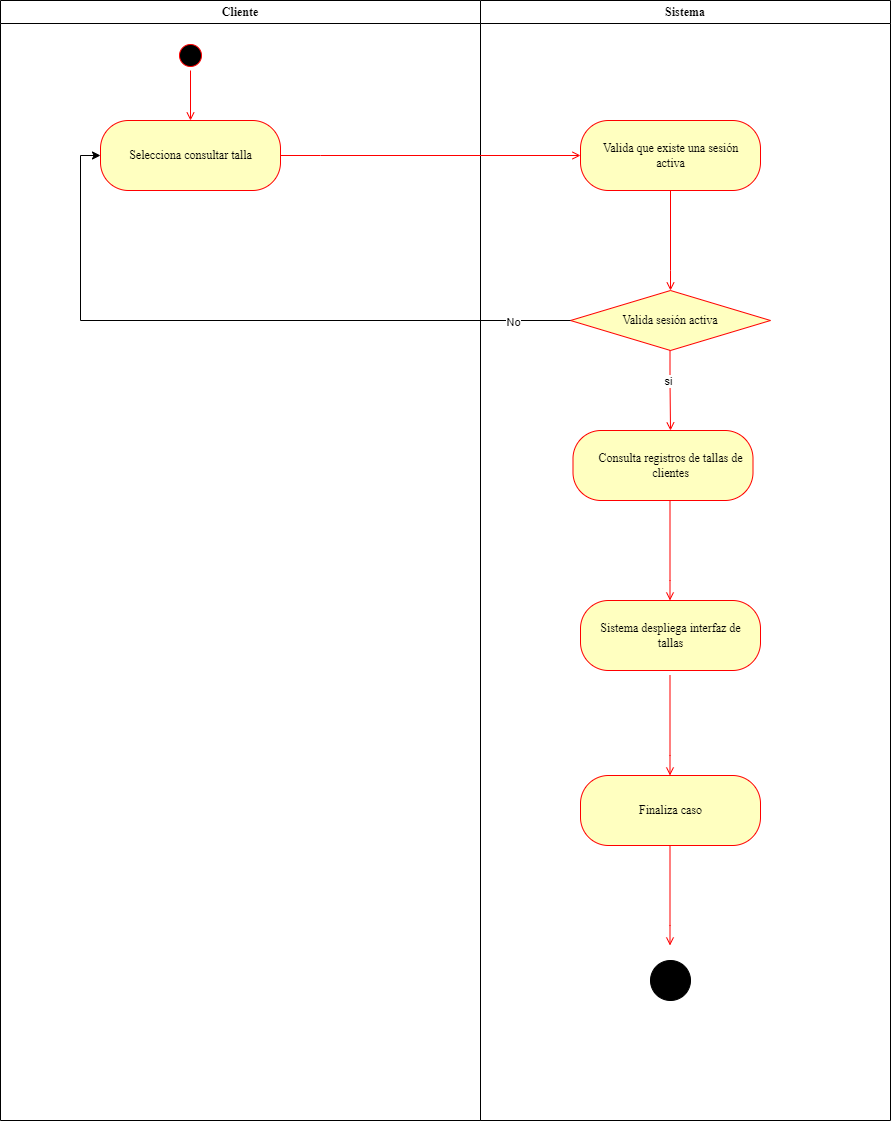 Cliente
Sistema
Selecciona consultar talla
Valida que existe una sesión
activa
Valida sesión activa
No
si
Consulta registros de tallas de
clientes
Sistema despliega interfaz de
tallas
Finaliza caso